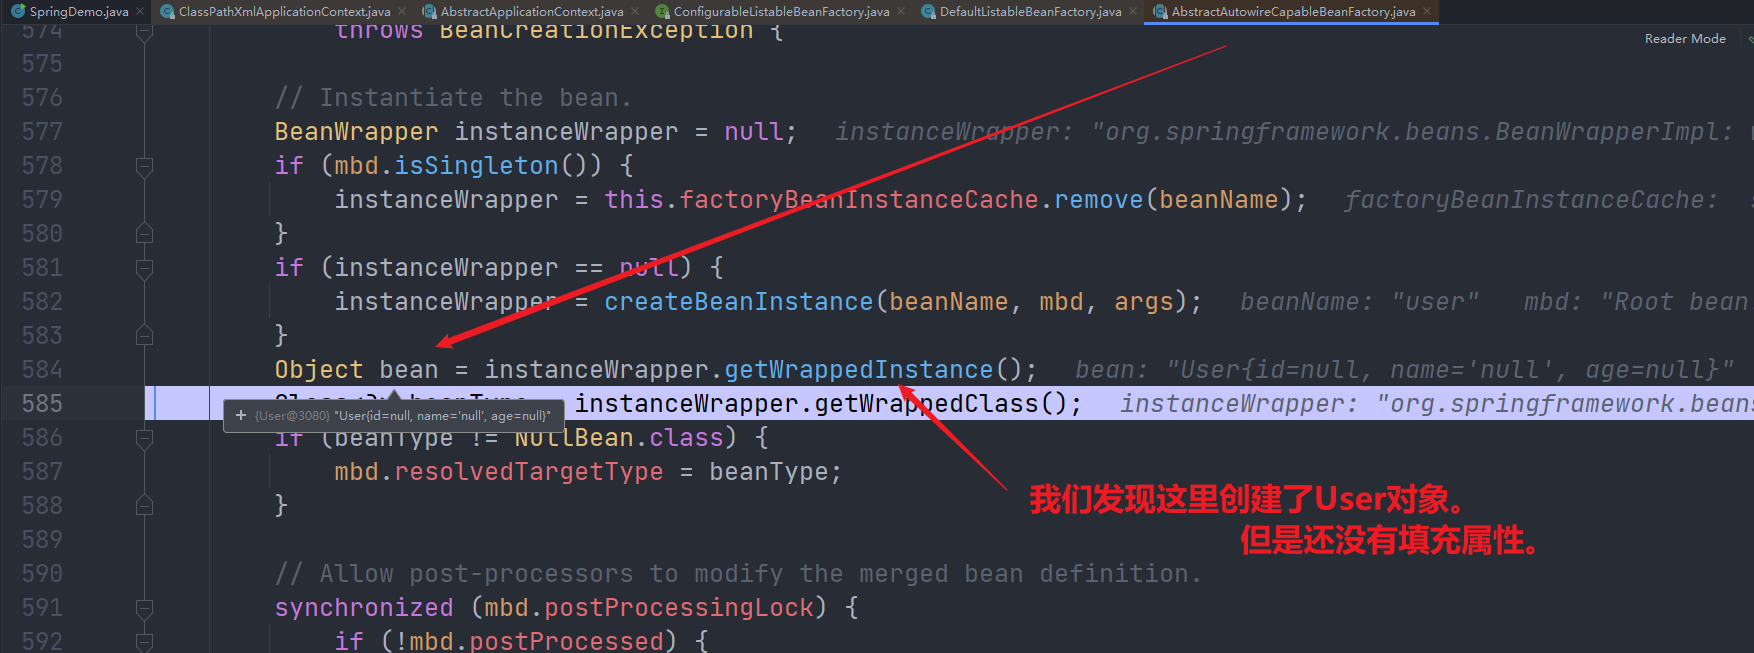 SpringDemo.java ClassPathXmlApplicationContext.java AbstractApplicationContext.java ConfigurableListableBeanFactory.java DefaultListableBeanFactory.java AbstractAutowireCapableBeanFactory.java
574 throws BeanCreationException {
Reader Mode
575
576 // Instantiate the bean.
577 BeanWrapper instanceWrapper = null; instanceWrapper: "org.springframework.beans.BeanWrapperImpl:
578 if (mbd.isSingleton()) {
579 instanceWrapper = this.factoryBeanInstanceCache.remove(beanName); factoryBeanInstanceCache:
580 }
581 if (instanceWrapper == null) {
582 instanceWrapper = createBeanInstance(beanName, mbd, args); beanName: "user" mbd: "Root bean
583 }
584 Object bean = instanceWrapper.getWrappedInstance(); bean: "User{id=null, name='null', age=null}"
585 instanceWrapper.getWrappedClass(); instanceWrapper: "org.springframework.beans
+ {User@3080} "User{id=null, name='null', age=null}"
586 if (beanType != NullBean.class) {
587 mbd.resolvedTargetType = beanType;
588 }
我们发现这里创建了User对象。
但是还没有填充属性。
589
590 // Allow post-processors to modify the merged bean definition.
591 synchronized (mbd.postProcessingLock) {
592 if (!mbd.postProcessed) {